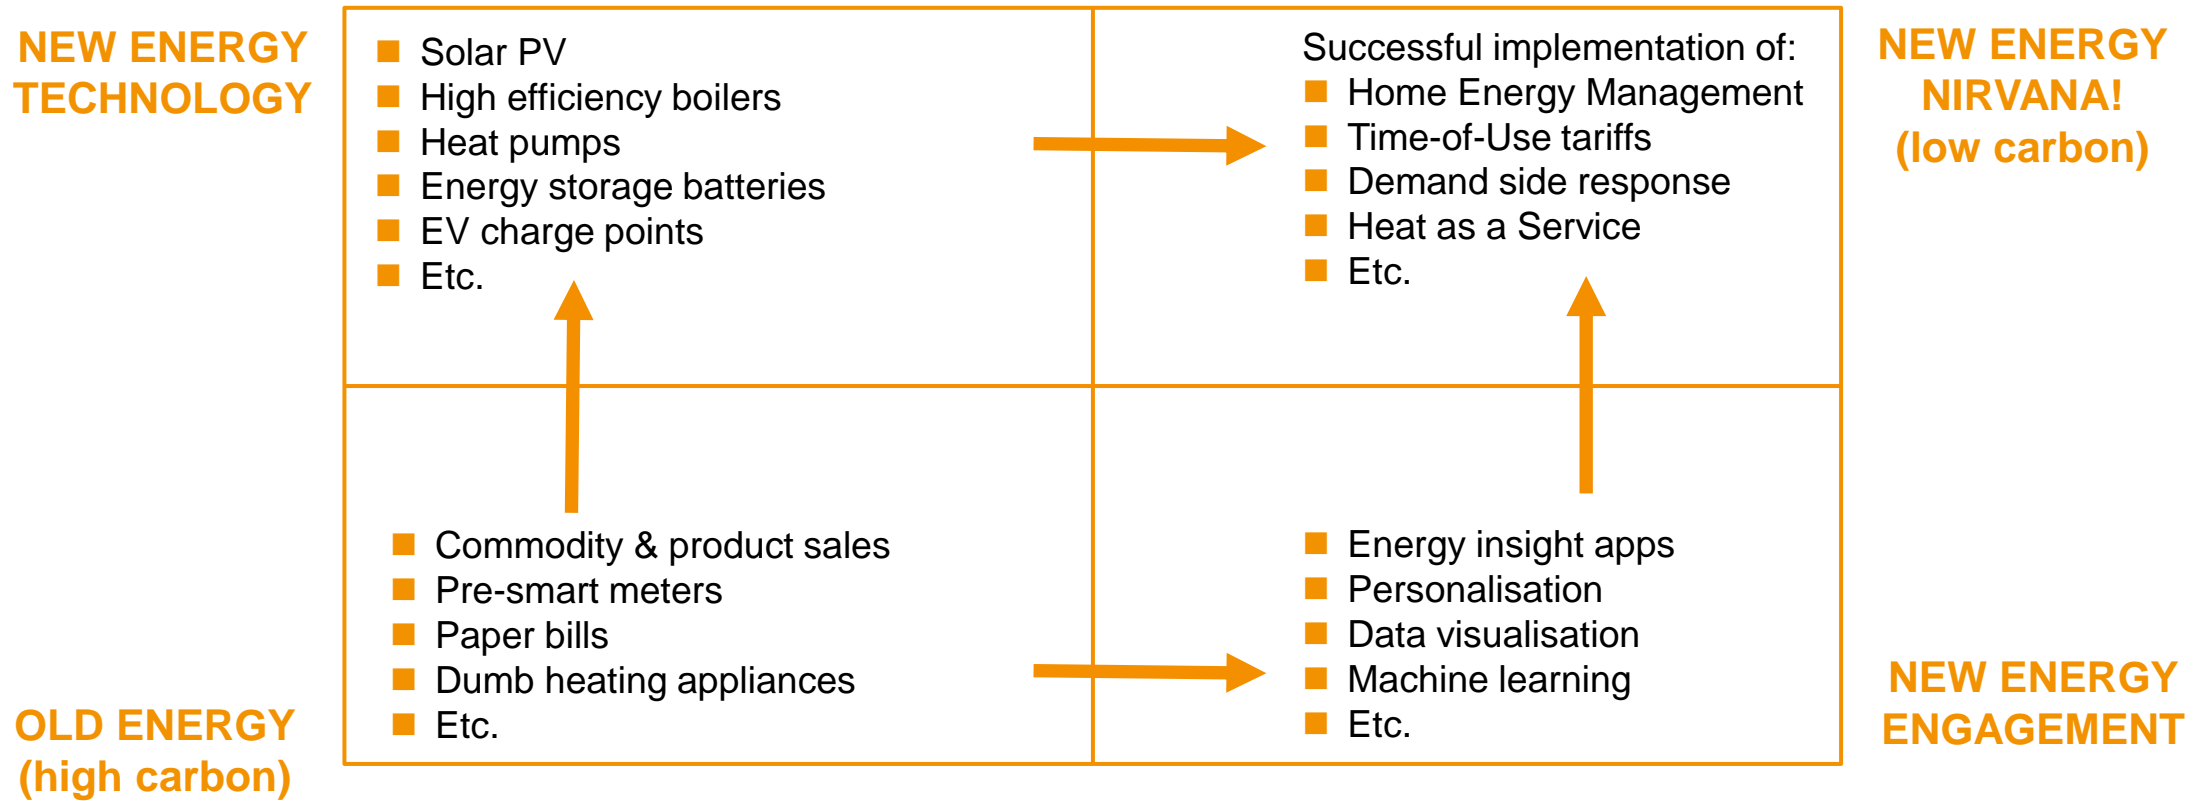 NEW ENERGY
TECHNOLOGY
Solar PV
High efficiency boilers
Heat pumps
Energy storage batteries
EV charge points
Etc.
Successful implementation of:
Home Energy Management
Time-of-Use tariffs
Demand side response
Heat as a Service
Etc.
NEW ENERGY
NIRVANA!
(low carbon)
OLD ENERGY
(high carbon)
Commodity & product sales
Pre-smart meters
Paper bills
Dumb heating appliances
Etc.
Energy insight apps
Personalisation
Data visualisation
Machine learning
Etc.
NEW ENERGY
ENGAGEMENT